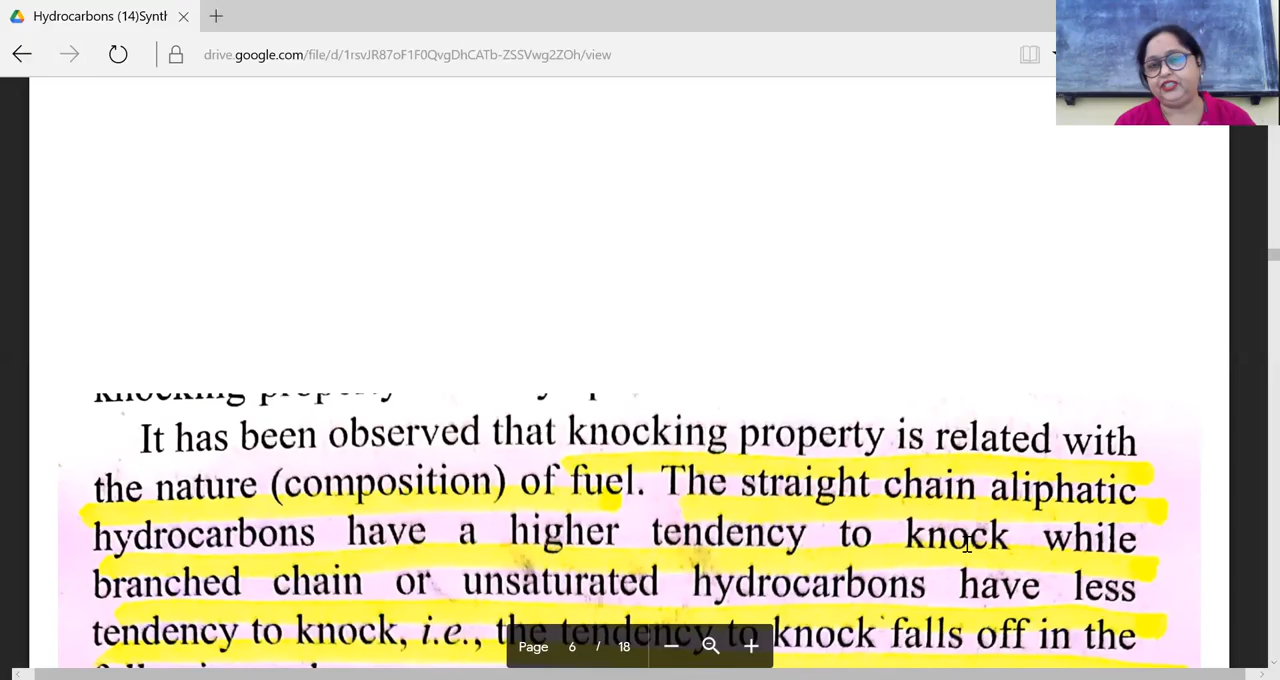 Hydrocarbons (14)Synth
drive.google.com/file/d/1rsvJR87oF1F0QvgDhCATb-ZSSVwg2ZOh/view
It has been observed that knocking property is related with
the nature (composition) of fuel. The straight chain aliphatic
hydrocarbons have a higher tendency to knock while
branched chain or unsaturated hydrocarbons have less
tendency to knock, i.e., the tendency to knock falls off in the
Page 6 / 18